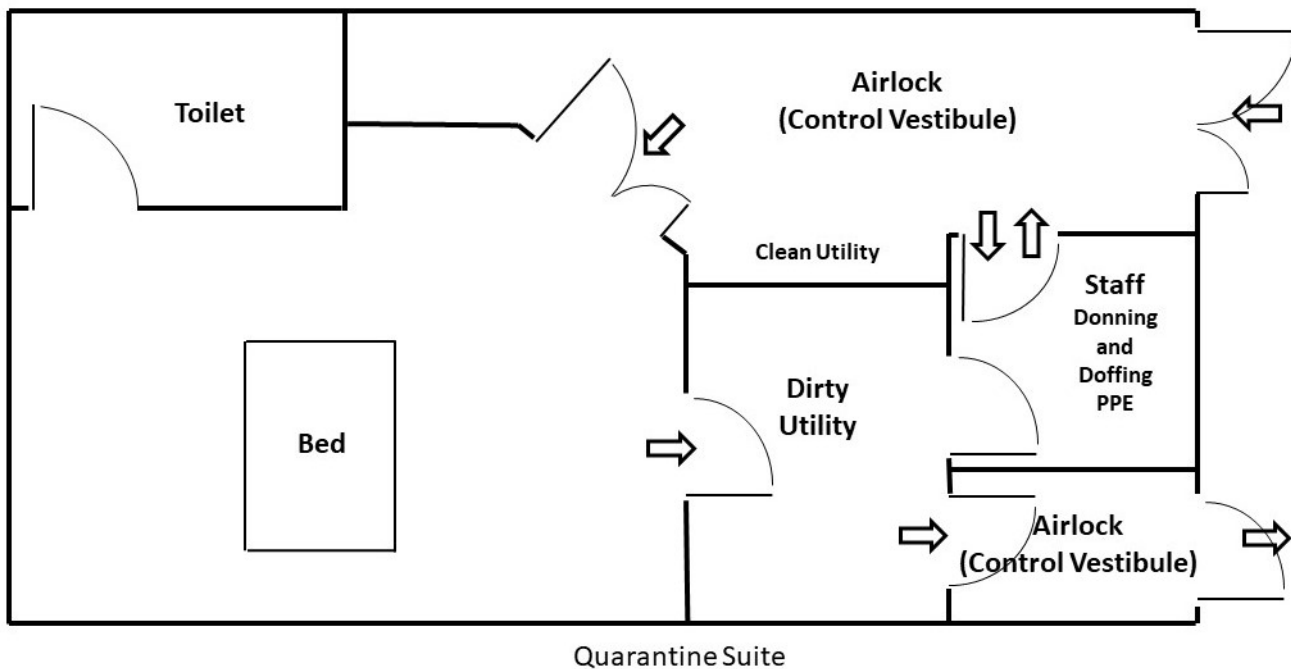 Toilet
Airlock
(Control Vestibule)
Clean Utility
Staff
Donning
and
Doffing
PPE
Dirty
Utility
Bed
Airlock
(Control Vestibule)
Quarantine Suite